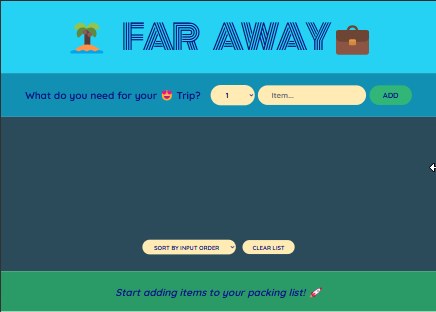 🏝️ FAR AWAY 💼
What do you need for your 😍 Trip? 1 Item... ADD
SORT BY INPUT ORDER CLEAR LIST
Start adding items to your packing list! 🚀